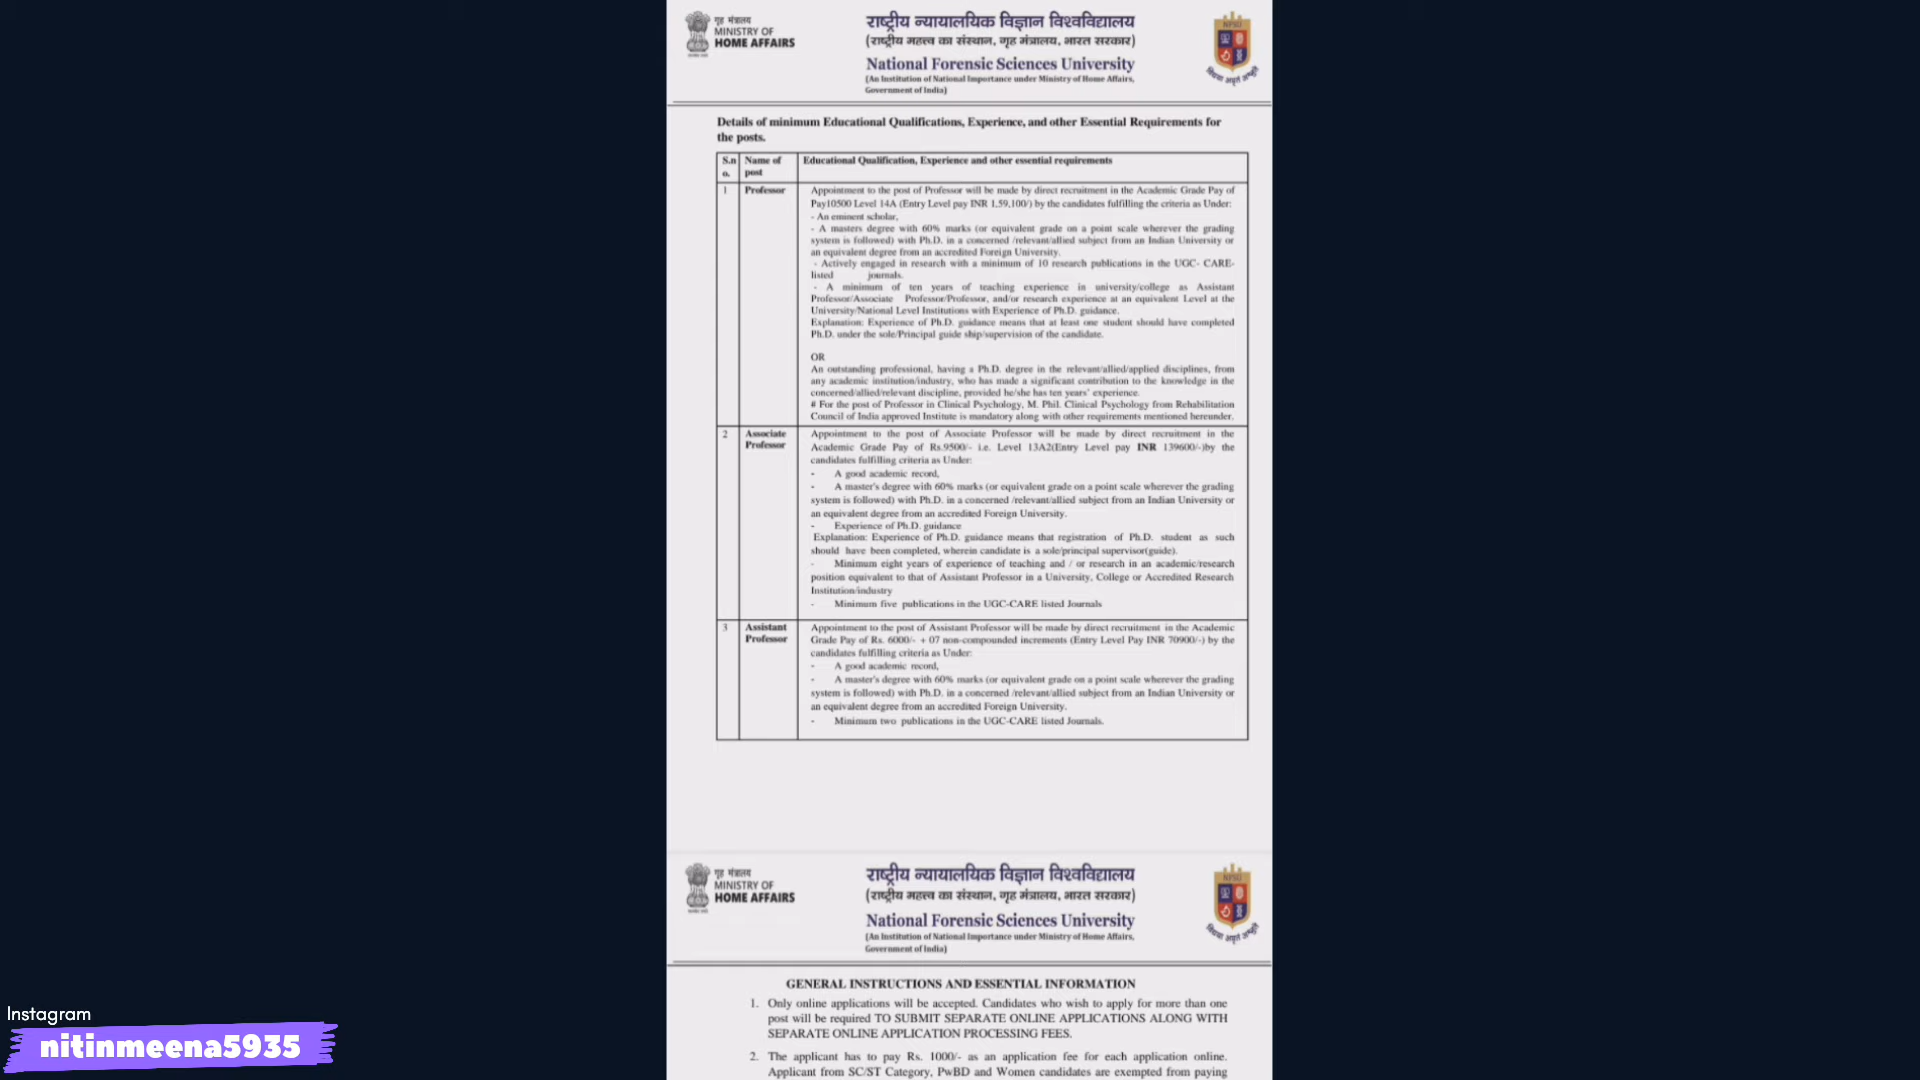 गृह मंत्रालय
MINISTRY OF
HOME AFFAIRS
राष्ट्रीय न्यायालयिक विज्ञान विश्वविद्यालय
(राष्ट्रीय महत्त्व का संस्थान, गृह मंत्रालय, भारत सरकार)
National Forensic Sciences University
(An Institution of National Importance under Ministry of Home Affairs,
Government of India)
NFSU
विद्यया अमृतं अश्नुते
Details of minimum Educational Qualifications, Experience, and other Essential Requirements for
the posts.
S.n
o.
Name of
post
Educational Qualification, Experience and other essential requirements
1
Professor
Appointment to the post of Professor will be made by direct recruitment in the Academic Grade Pay of
Pay10500 Level 14A (Entry Level pay INR 1,59,100/) by the candidates fulfilling the criteria as Under:
- An eminent scholar,
- A masters degree with 60% marks (or equivalent grade on a point scale wherever the grading
system is followed) with Ph.D. in a concerned /relevant/allied subject from an Indian University or
an equivalent degree from an accredited Foreign University.
- Actively engaged in research with a minimum of 10 research publications in the UGC- CARE-
listed journals.
- A minimum of ten years of teaching experience in university/college as Assistant
Professor/Associate Professor/Professor, and/or research experience at an equivalent Level at the
University/National Level Institutions with Experience of Ph.D. guidance.
Explanation: Experience of Ph.D. guidance means that at least one student should have completed
Ph.D. under the sole/Principal guide ship/supervision of the candidate.
OR
An outstanding professional, having a Ph.D. degree in the relevant/allied/applied disciplines, from
any academic institution/industry, who has made a significant contribution to the knowledge in the
concerned/allied/relevant discipline, provided he/she has ten years' experience.
# For the post of Professor in Clinical Psychology, M. Phil. Clinical Psychology from Rehabilitation
Council of India approved Institute is mandatory along with other requirements mentioned hereunder.
2
Associate
Professor
Appointment to the post of Associate Professor will be made by direct recruitment in the
Academic Grade Pay of Rs.9500/- i.e. Level 13A2(Entry Level pay INR 139600/-)by the
candidates fulfilling criteria as Under:
- A good academic record,
- A master's degree with 60% marks (or equivalent grade on a point scale wherever the grading
system is followed) with Ph.D. in a concerned /relevant/allied subject from an Indian University or
an equivalent degree from an accredited Foreign University.
- Experience of Ph.D. guidance
Explanation: Experience of Ph.D. guidance means that registration of Ph.D. student as such
should have been completed, wherein candidate is a sole/principal supervisor(guide).
- Minimum eight years of experience of teaching and / or research in an academic/research
position equivalent to that of Assistant Professor in a University, College or Accredited Research
Institution/industry
- Minimum five publications in the UGC-CARE listed Journals
3
Assistant
Professor
Appointment to the post of Assistant Professor will be made by direct recruitment in the Academic
Grade Pay of Rs. 6000/- + 07 non-compounded increments (Entry Level Pay INR 70900/-) by the
candidates fulfilling criteria as Under:
- A good academic record,
- A master's degree with 60% marks (or equivalent grade on a point scale wherever the grading
system is followed) with Ph.D. in a concerned /relevant/allied subject from an Indian University or
an equivalent degree from an accredited Foreign University.
- Minimum two publications in the UGC-CARE listed Journals.
गृह मंत्रालय
MINISTRY OF
HOME AFFAIRS
राष्ट्रीय न्यायालयिक विज्ञान विश्वविद्यालय
(राष्ट्रीय महत्त्व का संस्थान, गृह मंत्रालय, भारत सरकार)
National Forensic Sciences University
(An Institution of National Importance under Ministry of Home Affairs,
Government of India)
NFSU
विद्यया अमृतं अश्नुते
GENERAL INSTRUCTIONS AND ESSENTIAL INFORMATION
1. Only online applications will be accepted. Candidates who wish to apply for more than one
post will be required TO SUBMIT SEPARATE ONLINE APPLICATIONS ALONG WITH
SEPARATE ONLINE APPLICATION PROCESSING FEES.
2. The applicant has to pay Rs. 1000/- as an application fee for each application online.
Applicant from SC/ST Category, PwBD and Women candidates are exempted from paying
Instagram
nitinmeena5935